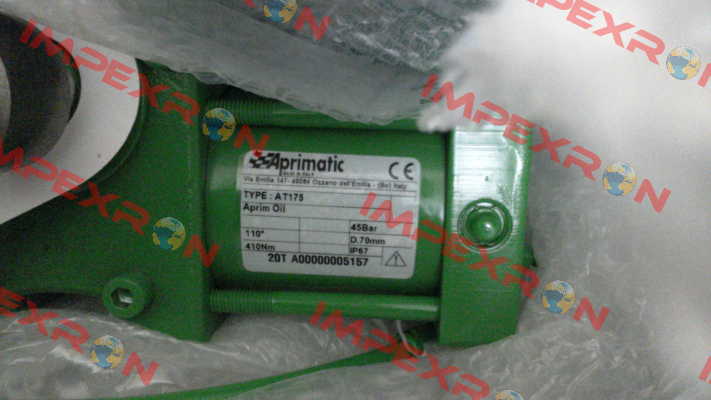 Aprimatic
MADE IN ITALY
CE
Via Emilia 147- 40064 Ozzano dell'Emilia - (Bo) Italy
TYPE : AT175
Aprim Oil
45Bar
110° D.70mm
410Nm IP67
20T A00000005157
IMPEXRON
IMPEXRON
IMPEXRON
IMPEXRON
IMPEXRON
IMPEXRON